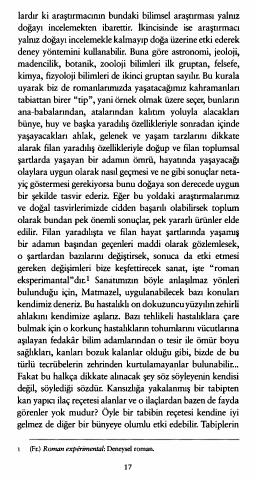 lardır ki araştırmacının bundaki bilimsel araştırması yalnız
doğayı incelemekten ibarettir. İkincisinde ise araştırmacı
yalnız doğayı incelemekle kalmayıp doğa üzerine etki ederek
deney yöntemini kullanabilir. Buna göre astronomi, jeoloji,
madencilik, botanik, zooloji bilimleri ilk gruptan, felsefe,
kimya, fizyoloji bilimleri de ikinci gruptan sayılır. Bu kurala
uyarak biz de romanlarımızda yaşatacağımız kahramanları
tabiattan birer “tip”, yani örnek olmak üzere seçer, bunların
ana-babalarından, atalarından kalıtım yoluyla alacakları
bünye, huy ve başka yaradılış özellikleriyle sonradan içinde
yaşayacakları ahlak, gelenek ve yaşam tarzlarını dikkate
alarak filan yaradılış özellikleriyle doğup ve filan toplumsal
şartlarda yaşayan bir adamın ömrü, hayatında yaşayacağı
olaylara uygun olarak nasıl geçmesi ve ne gibi sonuçlar neta-
yiç göstermesi gerekiyorsa bunu doğaya son derecede uygun
bir şekilde tasvir ederiz. Eğer bu yoldaki araştırmalarımız
ve doğal tasvirlerimizde cidden başarılı olabilirsek toplum
olarak bundan pek önemli sonuçlar, pek yararlı ürünler elde
edilir. Filan yaradılışta ve filan hayat şartlarında yaşamış
bir adamın başından geçenleri maddi olarak gözlemlesek,
o şartlardan bazılarını değiştirsek, sonuca da etki etmesi
gereken değişimleri bize keşfettirecek sanat, işte “roman
eksperimantal”dır.¹ Sanatımızın böyle anlaşılmaz yönleri
bulunduğu için, Matmazel, uygulanabilecek bazı konuları
kendimiz deneriz. Bu hastalıklı on dokuzuncu yüzyılın zehirli
ahlakını kendimize aşılarız. Bazı tehlikeli hastalıklara çare
bulmak için o korkunç hastalıkların tohumlarını vücutlarına
aşılayan fedakâr bilim adamlarından o tesir ile ömür boyu
sağlıkları, kanları bozuk kalanlar olduğu gibi, bizde de bu
türlü tecrübelerin zehrinden kurtulamayanlar bulunabilir...
Fakat bu halkça dikkate alınacak şey söz söyleyenin kendisi
değil, söylediği sözdür. Kansızlığa yakalanmış bir tabipten
kan yapıcı ilaç reçetesi alanlar ve o ilaçlardan bazen de fayda
görenler yok mudur? Öyle bir tabibin reçetesi kendine iyi
gelmez de diğer bir bünyeye olumlu etki edebilir. Tabiplerin
1 (Fr.) Roman expérimental: Deneysel roman.
17